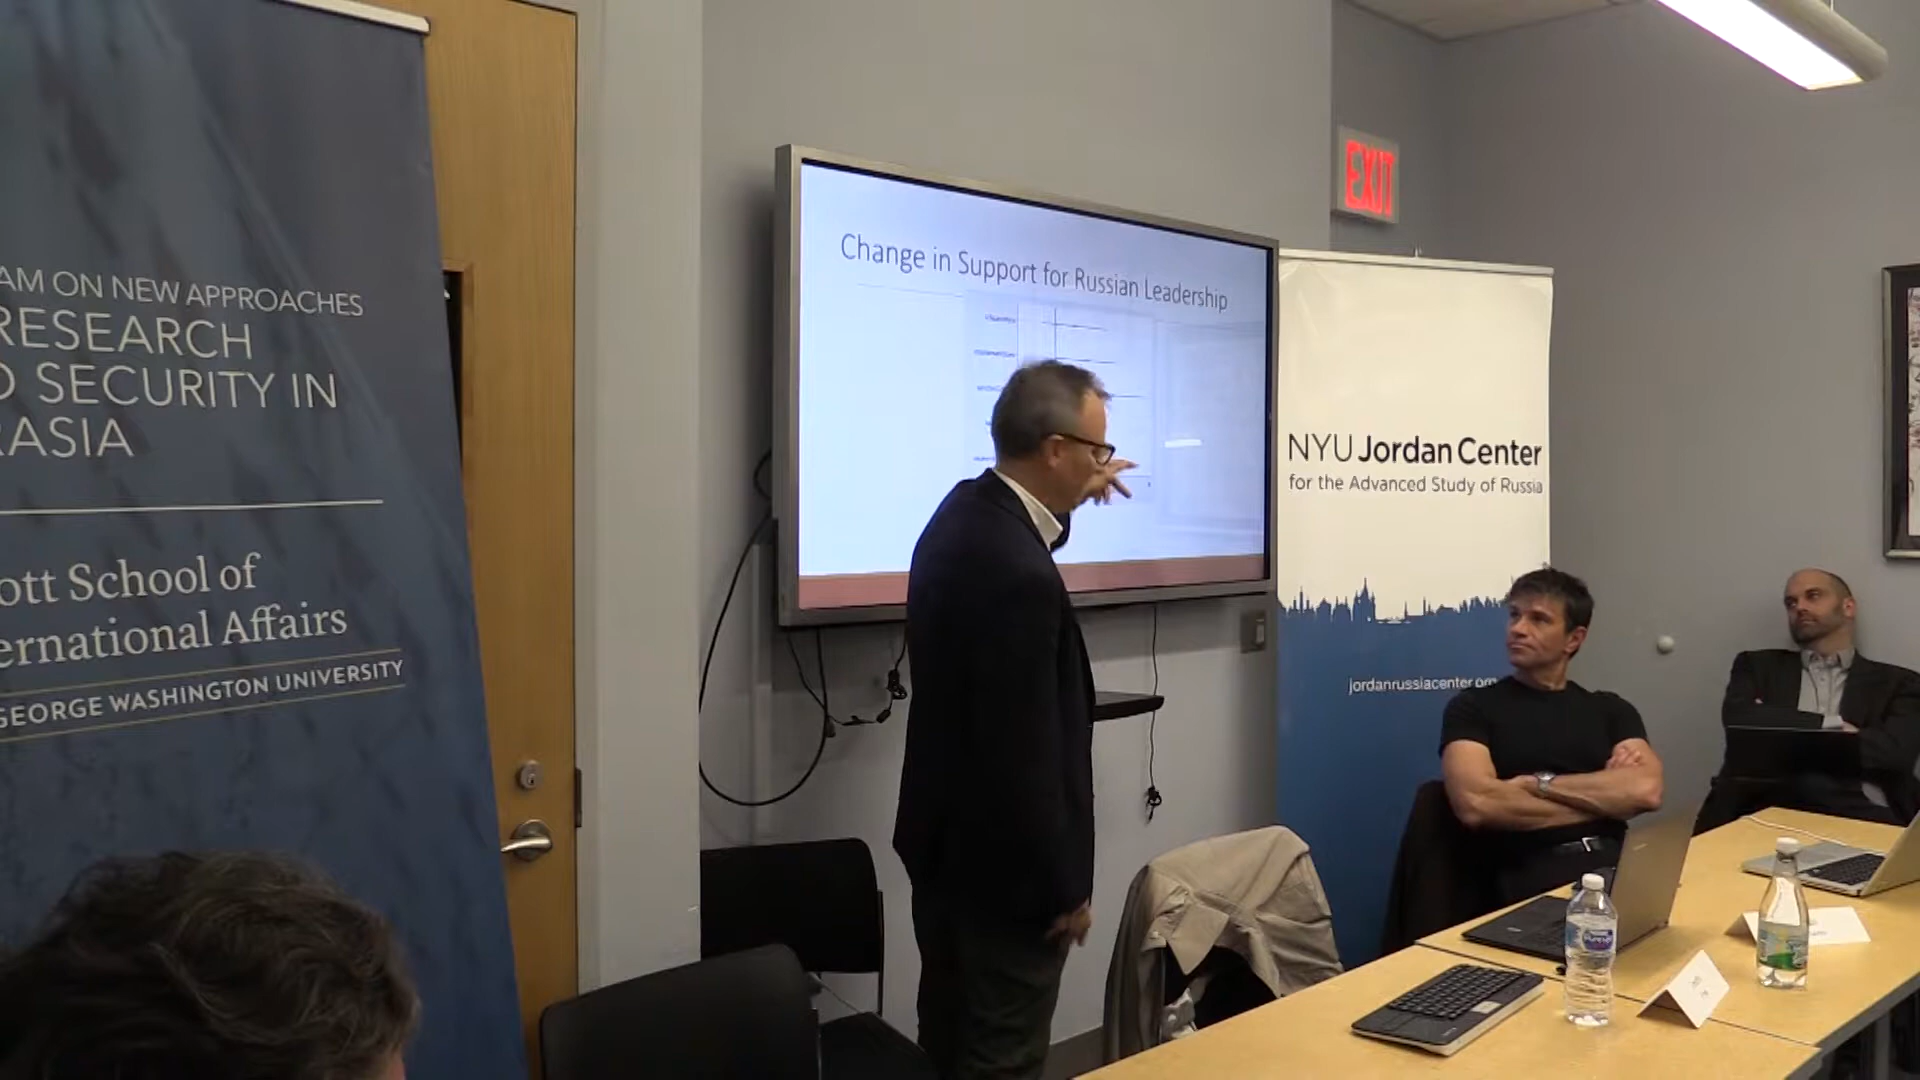 AM ON NEW APPROACHES
RESEARCH
D SECURITY IN
RASIA
ott School of
ernational Affairs
GEORGE WASHINGTON UNIVERSITY
Change in Support for Russian Leadership
EXIT
NYU Jordan Center
for the Advanced Study of Russia
jordanrussiacenter.org